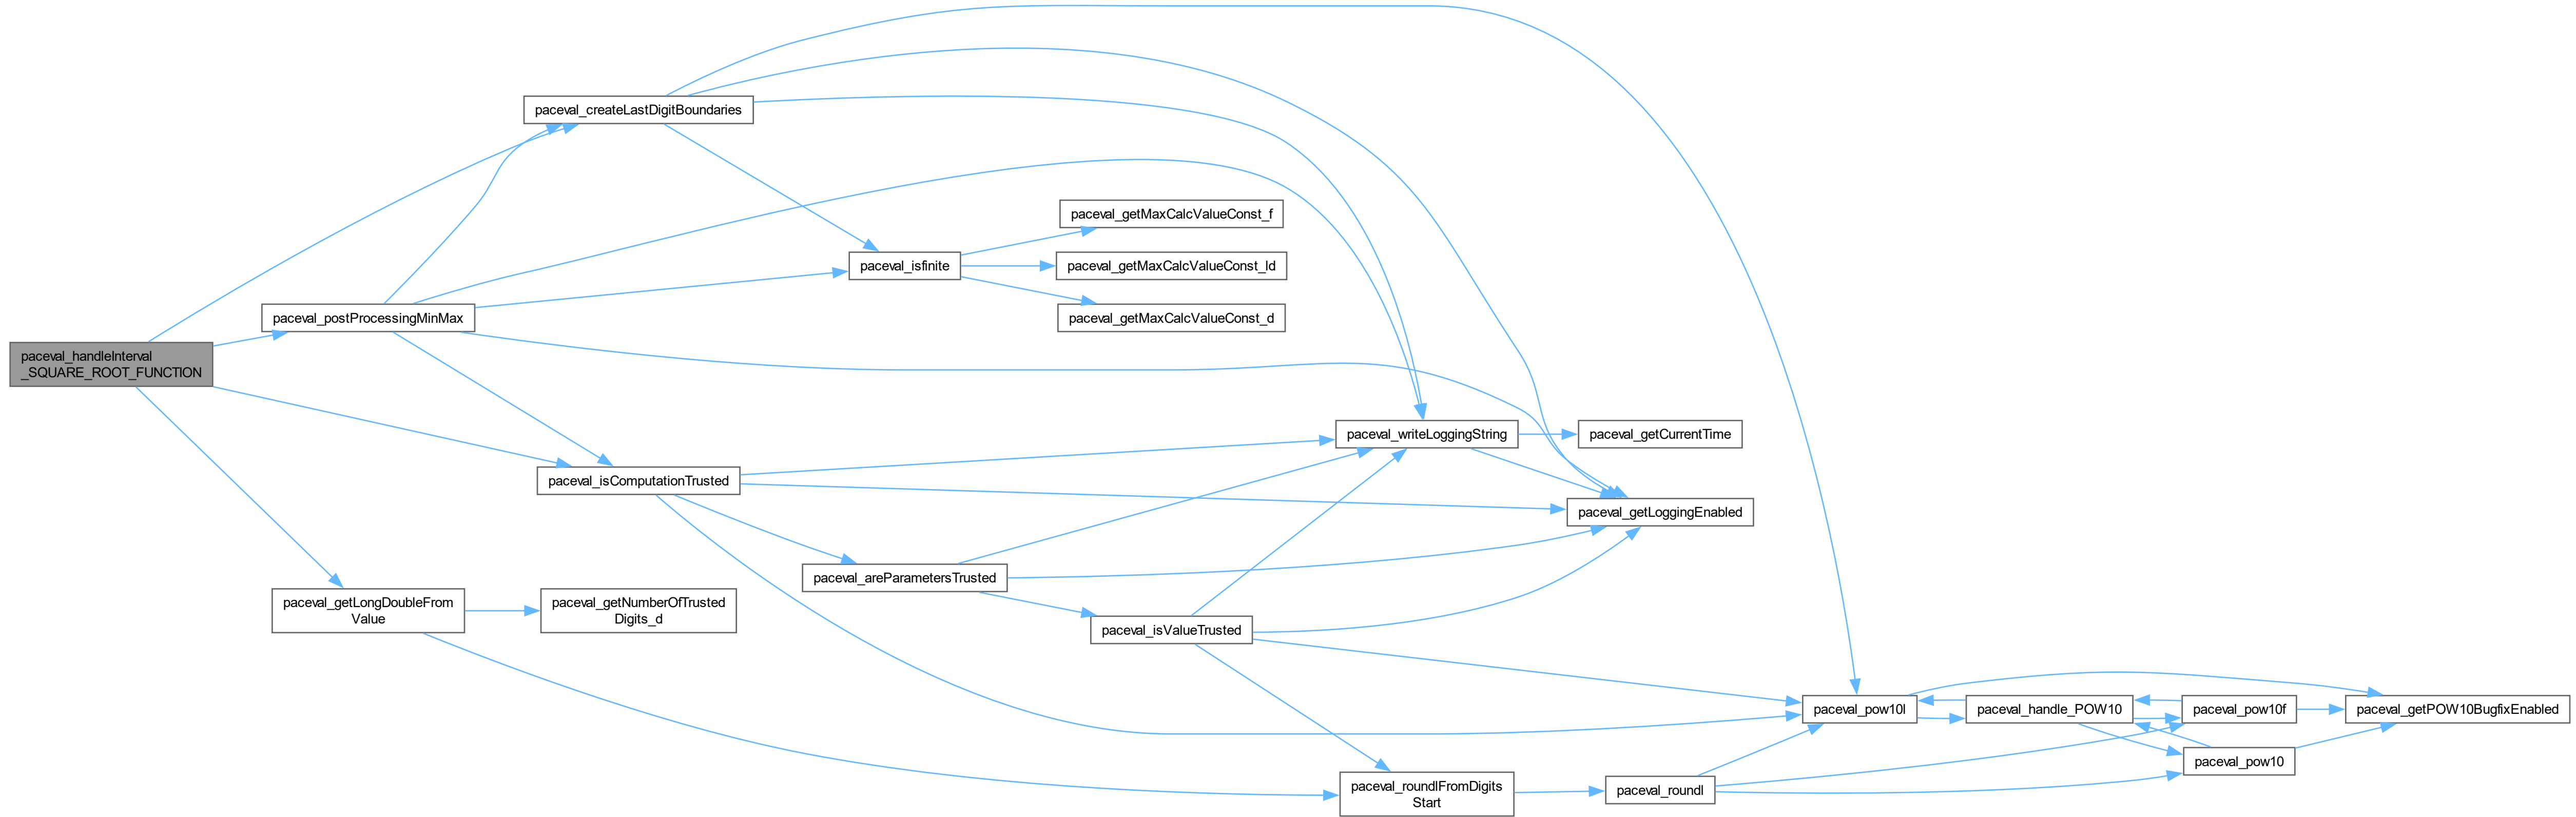 paceval_createLastDigitBoundaries
paceval_getMaxCalcValueConst_f
paceval_isfinite
paceval_getMaxCalcValueConst_ld
paceval_postProcessingMinMax
paceval_getMaxCalcValueConst_d
paceval_handleInterval
_SQUARE_ROOT_FUNCTION
paceval_writeLoggingString
paceval_getCurrentTime
paceval_isComputationTrusted
paceval_getLoggingEnabled
paceval_areParametersTrusted
paceval_getLongDoubleFrom
Value
paceval_getNumberOfTrusted
Digits_d
paceval_isValueTrusted
paceval_pow10l
paceval_handle_POW10
paceval_pow10f
paceval_getPOW10BugfixEnabled
paceval_pow10
paceval_roundlFromDigits
Start
paceval_roundl